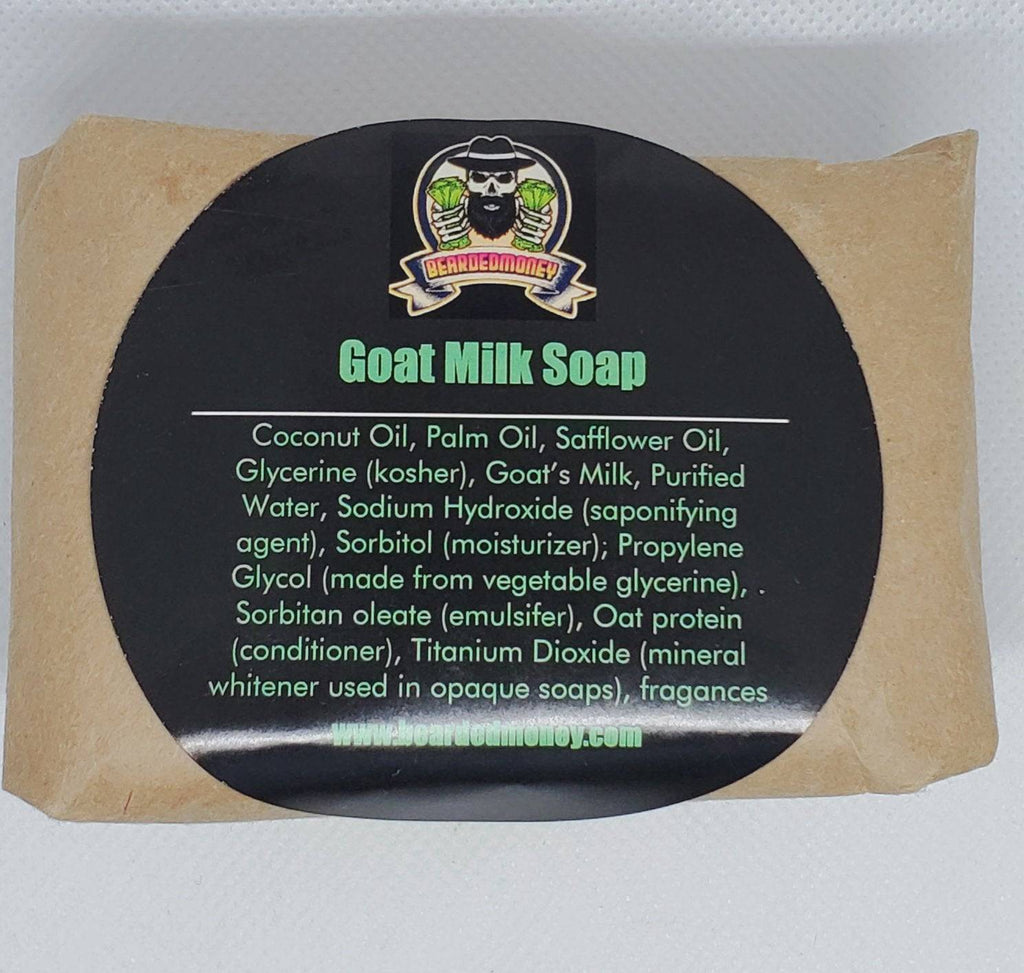 BEARDEDMONEY
Goat Milk Soap
Coconut Oil, Palm Oil, Safflower Oil,
Glycerine (kosher), Goat's Milk, Purified
Water, Sodium Hydroxide (saponifying
agent), Sorbitol (moisturizer); Propylene
Glycol (made from vegetable glycerine), .
Sorbitan oleate (emulsifer), Oat protein
(conditioner), Titanium Dioxide (mineral
whitener used in opaque soaps), fragances
www.beardedmoney.com